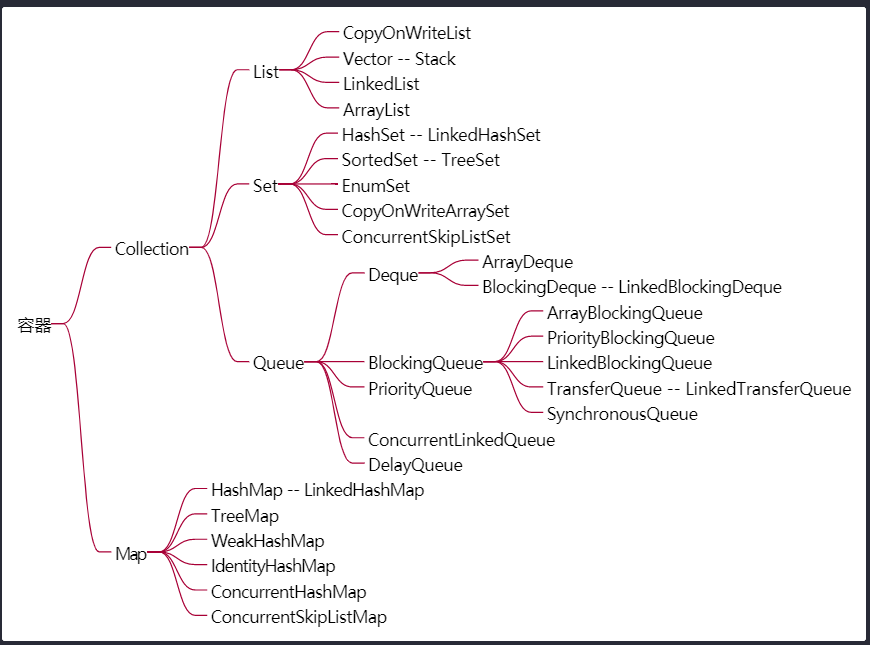 容器
Collection
List
CopyOnWriteList
Vector -- Stack
LinkedList
ArrayList
Set
HashSet -- LinkedHashSet
SortedSet -- TreeSet
EnumSet
CopyOnWriteArraySet
ConcurrentSkipListSet
Queue
Deque
ArrayDeque
BlockingDeque -- LinkedBlockingDeque
BlockingQueue
ArrayBlockingQueue
PriorityBlockingQueue
LinkedBlockingQueue
TransferQueue -- LinkedTransferQueue
SynchronousQueue
PriorityQueue
ConcurrentLinkedQueue
DelayQueue
Map
HashMap -- LinkedHashMap
TreeMap
WeakHashMap
IdentityHashMap
ConcurrentHashMap
ConcurrentSkipListMap